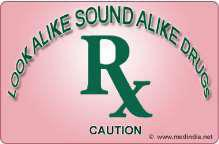 LOOK ALIKE SOUND ALIKE DRUGS
Rx
CAUTION
© www.medindia.net